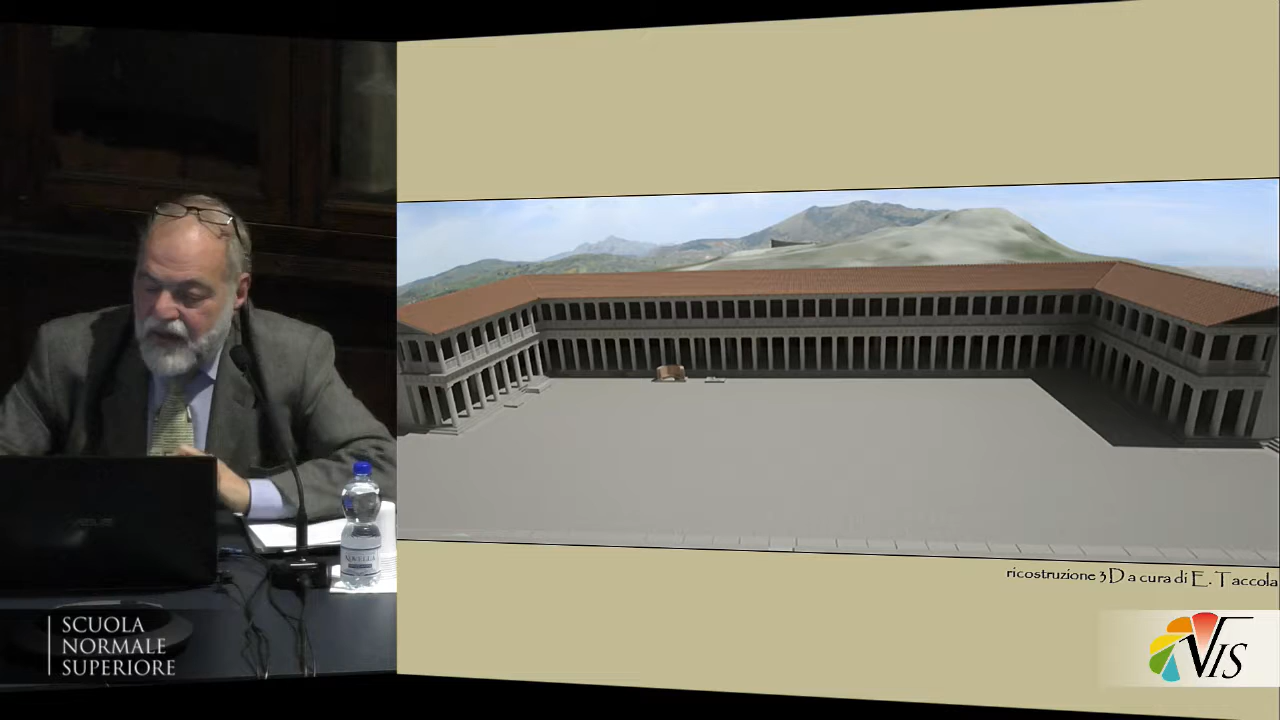 SCUOLA
NORMALE
SUPERIORE
ricostruzione 3D a cura di E. Taccola
VIS